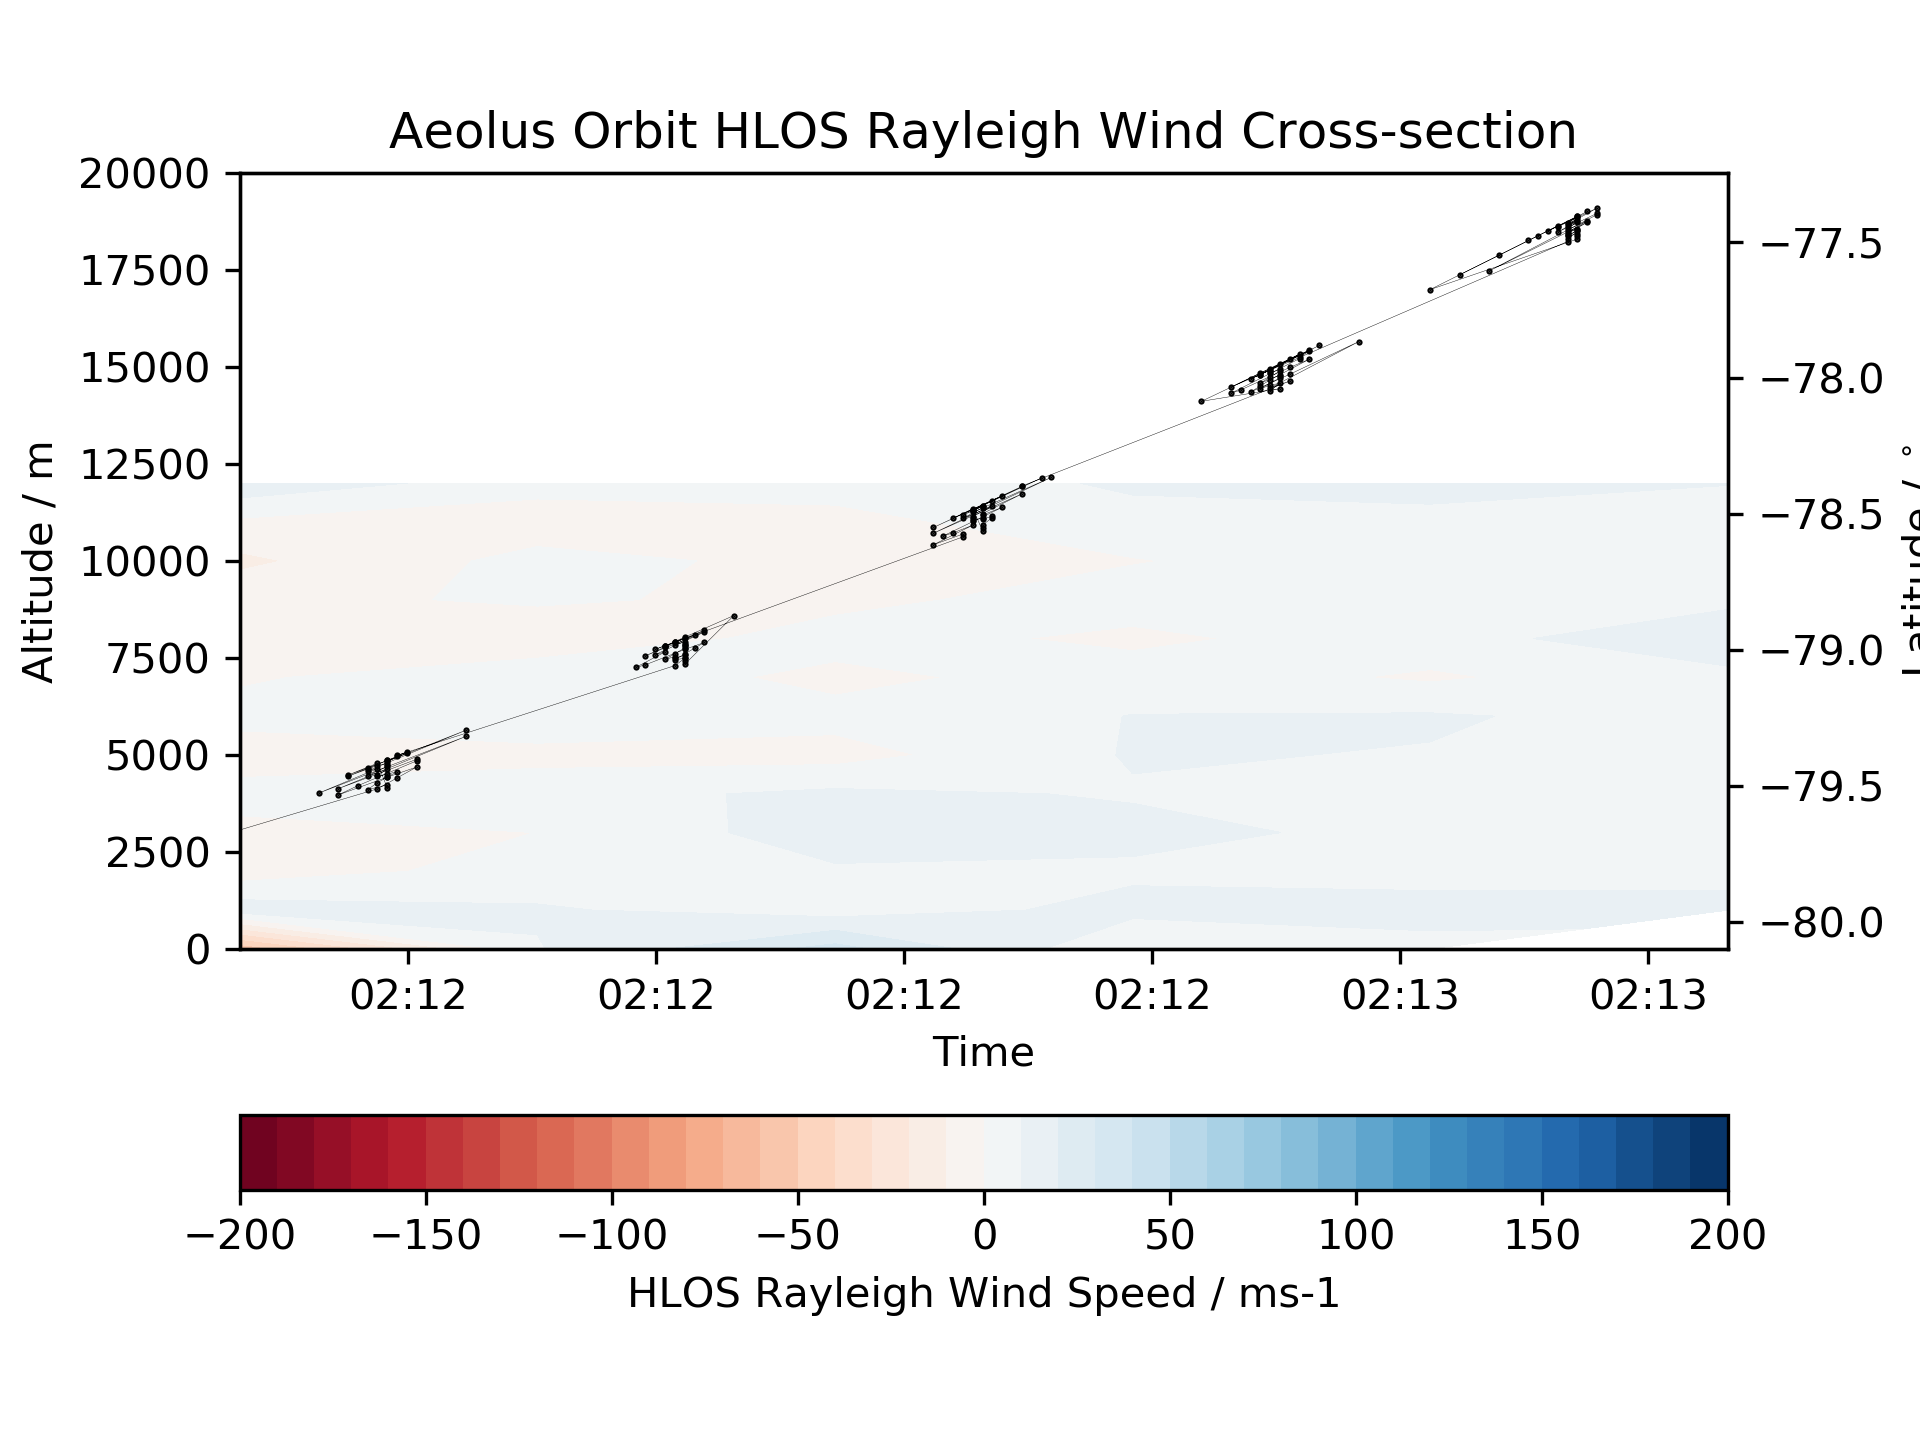 Aeolus Orbit HLOS Rayleigh Wind Cross-section
20000
17500
15000
12500
10000
7500
5000
2500
0
Altitude / m
−77.5
−78.0
−78.5
−79.0
−79.5
−80.0
Latitude / °
02:12 02:12 02:12 02:12 02:13 02:13
Time
−200 −150 −100 −50 0 50 100 150 200
HLOS Rayleigh Wind Speed / ms-1